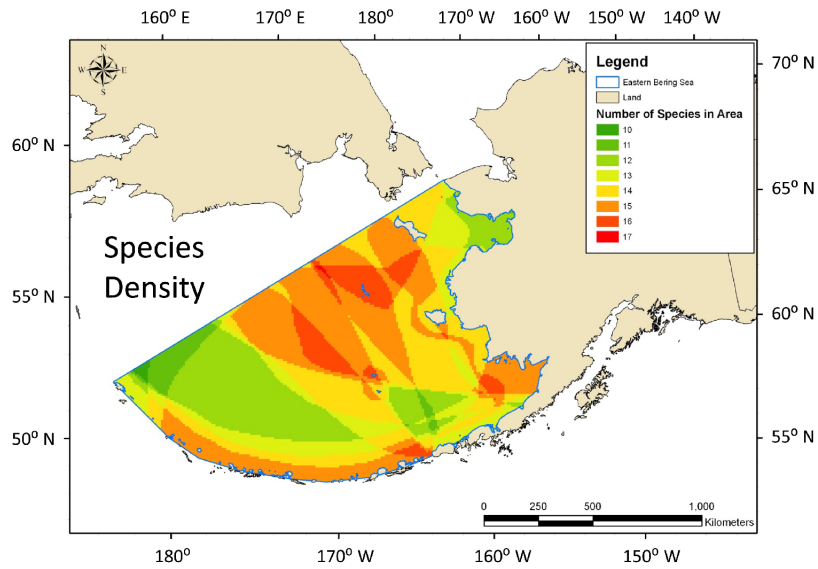 160° E 170° E 180° 170° W 160° W 150° W 140° W
N
W E
S
Legend
Eastern Bering Sea
Land
Number of Species in Area
10
11
12
13
14
15
16
17
70° N
60° N
65° N
Species
Density
55° N
60° N
50° N
55° N
0 250 500 1,000
Kilometers
180° 170° W 160° W 150° W